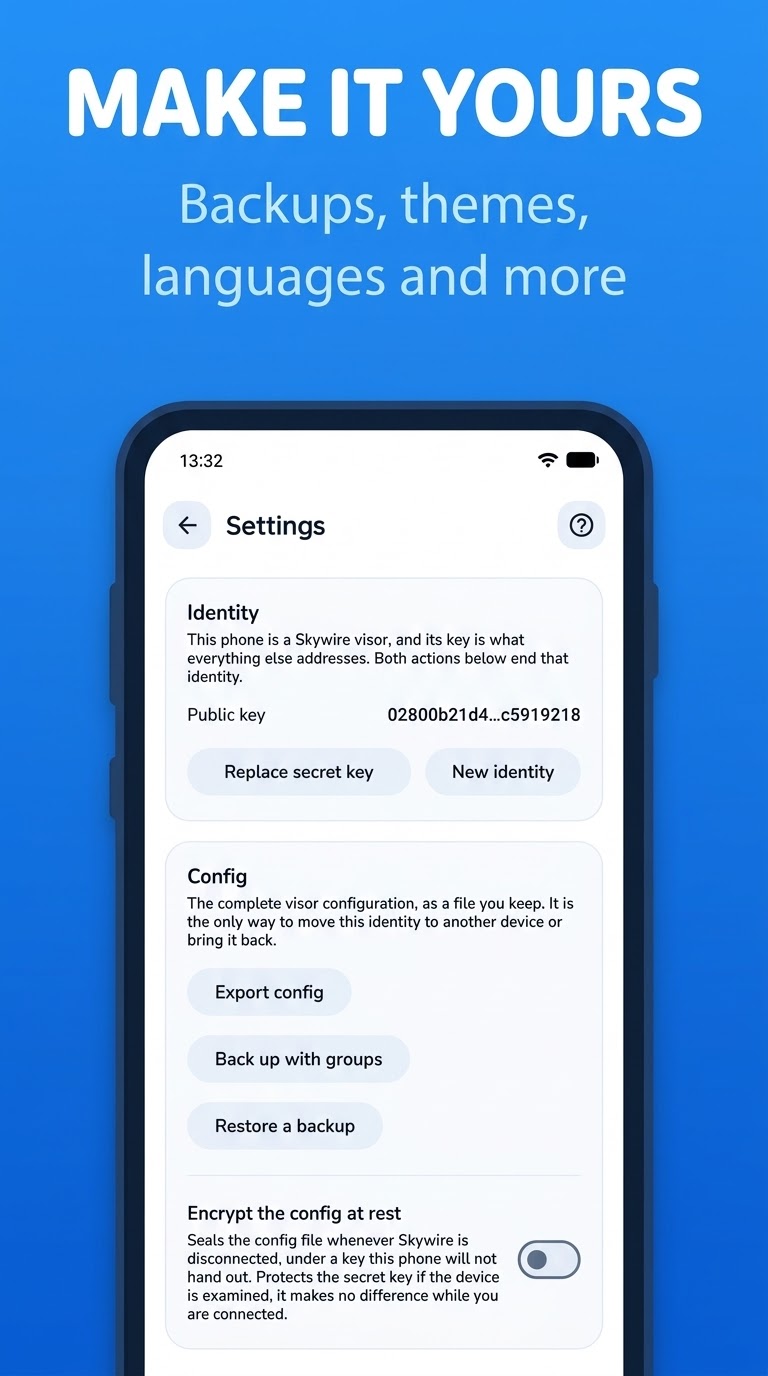 MAKE IT YOURS
Backups, themes,
languages and more
13:32
Settings
Identity
This phone is a Skywire visor, and its key is what
everything else addresses. Both actions below end that
identity.
Public key 02800b21d4…c5919218
Replace secret key New identity
Config
The complete visor configuration, as a file you keep. It is
the only way to move this identity to another device or
bring it back.
Export config
Back up with groups
Restore a backup
Encrypt the config at rest
Seals the config file whenever Skywire is
disconnected, under a key this phone will not
hand out. Protects the secret key if the device
is examined, it makes no difference while you
are connected.